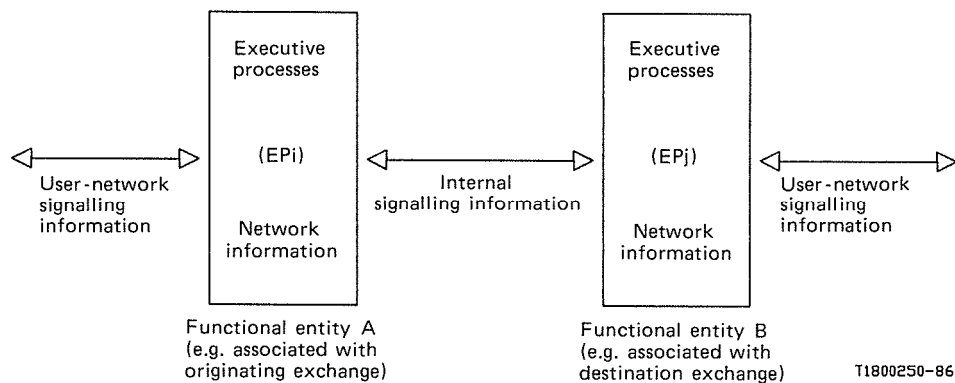 Executive
processes
(EPi)
Network
information
Executive
processes
(EPj)
Network
information
User-network
signalling
information
Internal
signalling information
User-network
signalling
information
Functional entity A
(e.g. associated with
originating exchange)
Functional entity B
(e.g. associated with
destination exchange)
T1800250-86